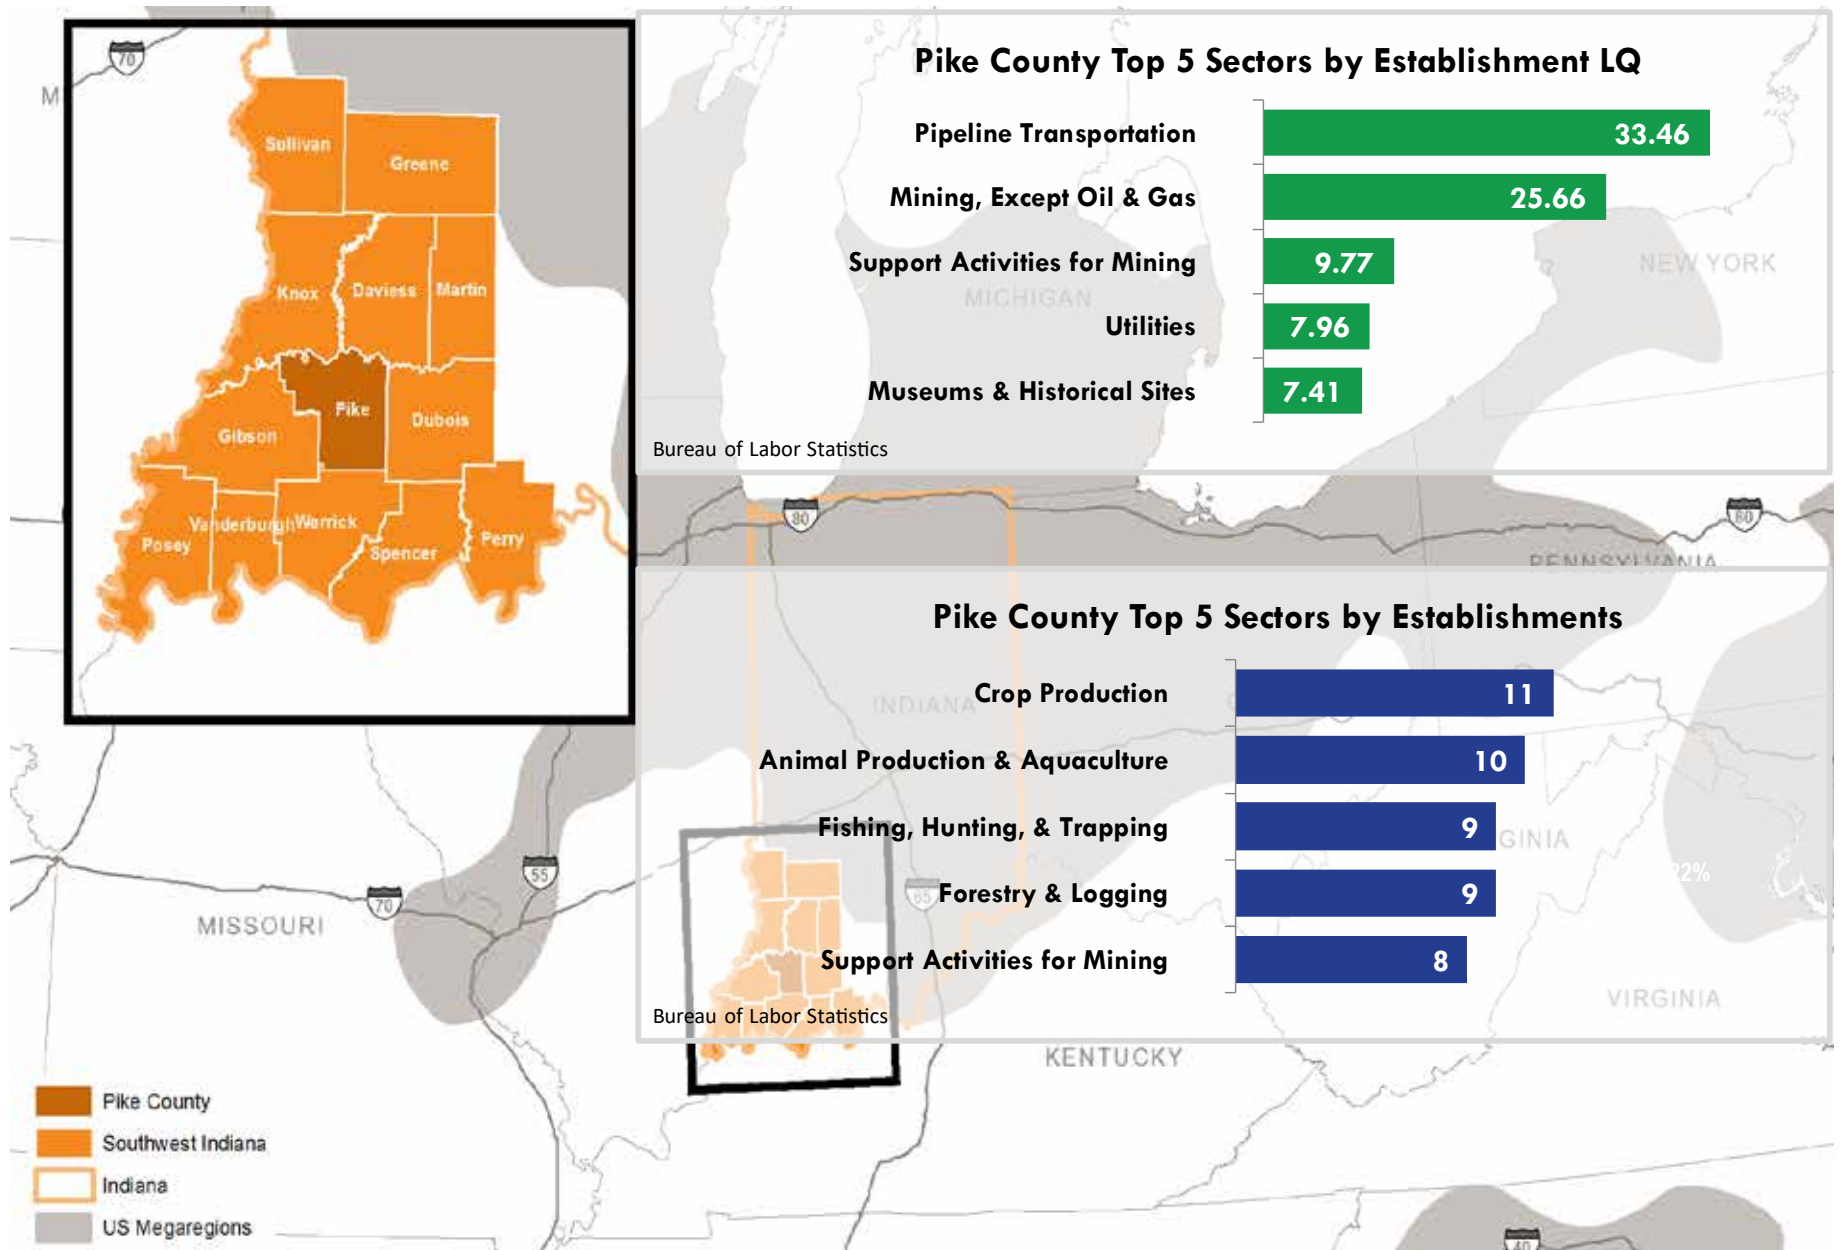 70
M
Sullivan
Greene
Knox
Daviess
Martin
Pike
Dubois
Gibson
Vanderburgh
Warrick
Posey
Spencer
Perry
Pike County Top 5 Sectors by Establishment LQ
Pipeline Transportation 33.46
Mining, Except Oil & Gas 25.66
Support Activities for Mining 9.77
Utilities 7.96
Museums & Historical Sites 7.41
Bureau of Labor Statistics
MICHIGAN
NEW YORK
80
80
PENNSYLVANIA
Pike County Top 5 Sectors by Establishments
Crop Production 11
Animal Production & Aquaculture 10
Fishing, Hunting, & Trapping 9
Forestry & Logging 9
Support Activities for Mining 8
Bureau of Labor Statistics
INDIANA
GINIA
22%
65
VIRGINIA
55
70
MISSOURI
KENTUCKY
Pike County
Southwest Indiana
Indiana
US Megaregions
40